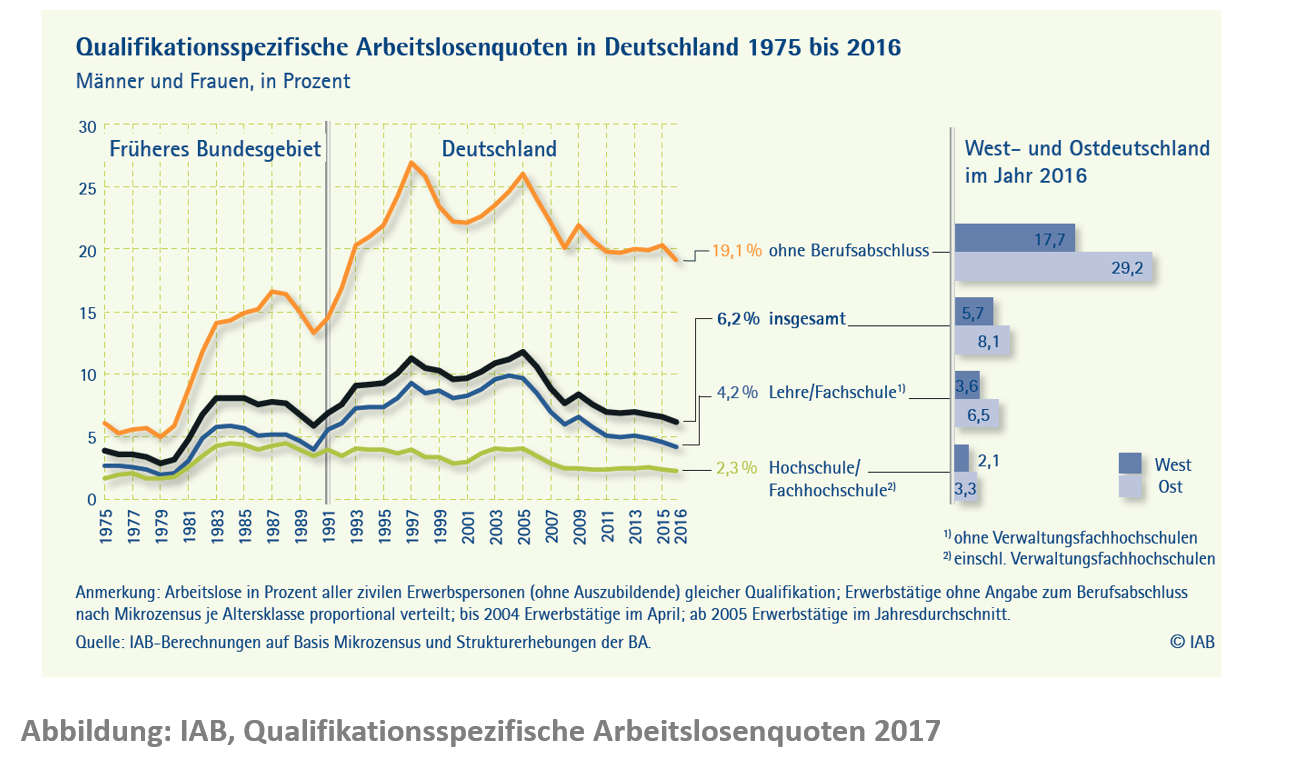 Qualifikationsspezifische Arbeitslosenquoten in Deutschland 1975 bis 2016
Männer und Frauen, in Prozent
30
25
20
15
10
5
0
Früheres Bundesgebiet
Deutschland
1975
1977
1979
1981
1983
1985
1987
1989
1991
1993
1995
1997
1999
2001
2003
2005
2007
2009
2011
2013
2015
2016
19,1 % ohne Berufsabschluss
6,2 % insgesamt
4,2 % Lehre/Fachschule¹⁾
2,3 % Hochschule/
Fachhochschule²⁾
West– und Ostdeutschland
im Jahr 2016
17,7
29,2
5,7
8,1
3,6
6,5
2,1
3,3
West
Ost
¹⁾ ohne Verwaltungsfachhochschulen
²⁾ einschl. Verwaltungsfachhochschulen
Anmerkung: Arbeitslose in Prozent aller zivilen Erwerbspersonen (ohne Auszubildende) gleicher Qualifikation; Erwerbstätige ohne Angabe zum Berufsabschluss
nach Mikrozensus je Altersklasse proportional verteilt; bis 2004 Erwerbstätige im April; ab 2005 Erwerbstätige im Jahresdurchschnitt.
Quelle: IAB-Berechnungen auf Basis Mikrozensus und Strukturerhebungen der BA.
© IAB
Abbildung: IAB, Qualifikationsspezifische Arbeitslosenquoten 2017